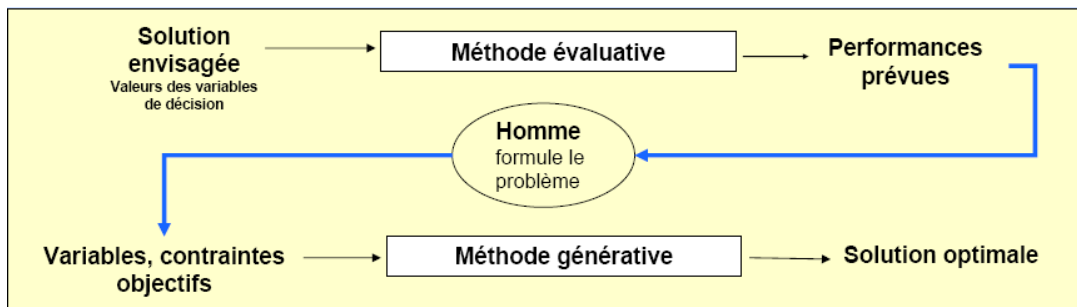 Solution
envisagée
Valeurs des variables
de décision
Méthode évaluative
Performances
prévues
Homme
formule le
problème
Variables, contraintes
objectifs
Méthode générative
Solution optimale